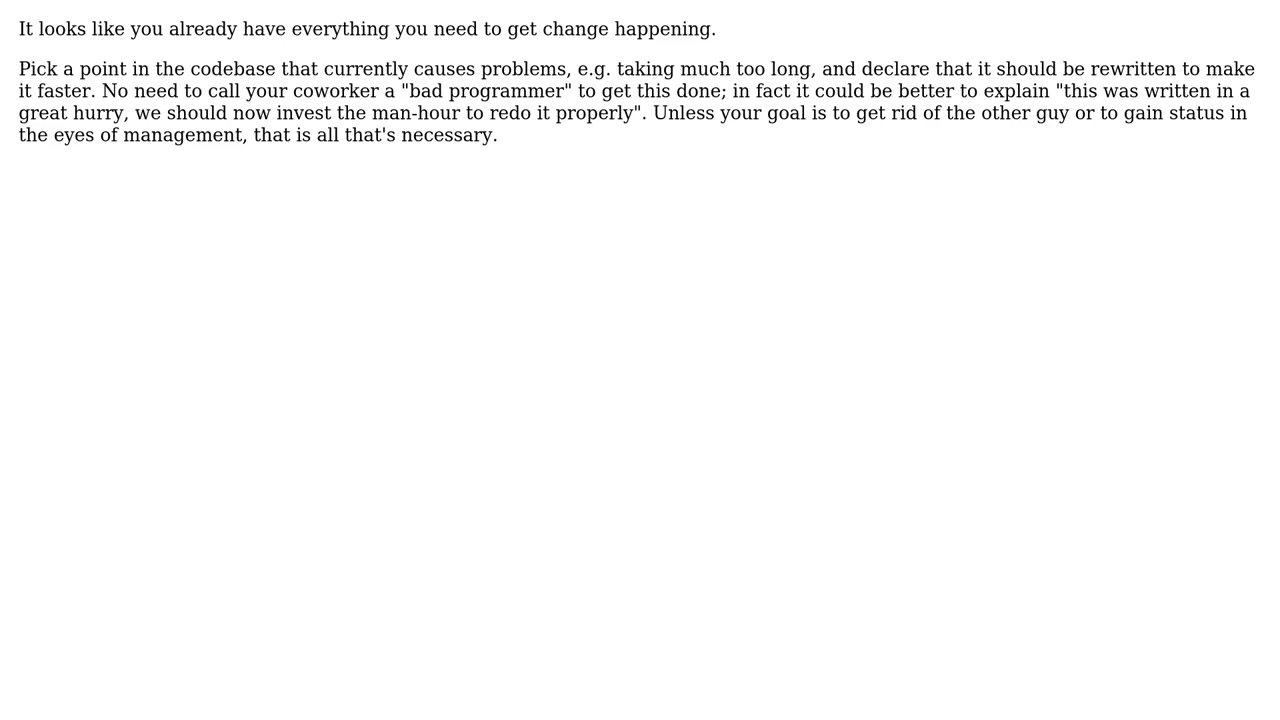 It looks like you already have everything you need to get change happening.
Pick a point in the codebase that currently causes problems, e.g. taking much too long, and declare that it should be rewritten to make
it faster. No need to call your coworker a "bad programmer" to get this done; in fact it could be better to explain "this was written in a
great hurry, we should now invest the man-hour to redo it properly". Unless your goal is to get rid of the other guy or to gain status in
the eyes of management, that is all that's necessary.